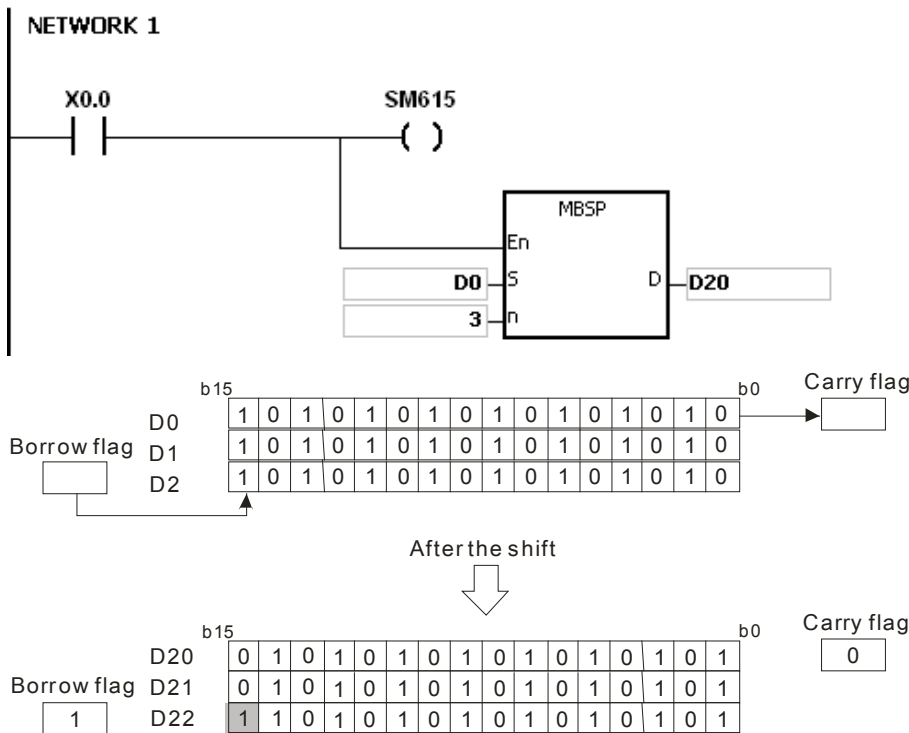 NETWORK 1
X0.0 SM615
MBSP
En
D0 S D D20
3 n
b15 b0 Carry flag
D0 1 0 1 0 1 0 1 0 1 0 1 0 1 0 1 0
Borrow flag D1 1 0 1 0 1 0 1 0 1 0 1 0 1 0 1 0
D2 1 0 1 0 1 0 1 0 1 0 1 0 1 0 1 0
After the shift
b15 b0 Carry flag
D20 0 1 0 1 0 1 0 1 0 1 0 1 0 1 0 1 0
Borrow flag D21 0 1 0 1 0 1 0 1 0 1 0 1 0 1 0 1
1 D22 1 1 0 1 0 1 0 1 0 1 0 1 0 1 0 1